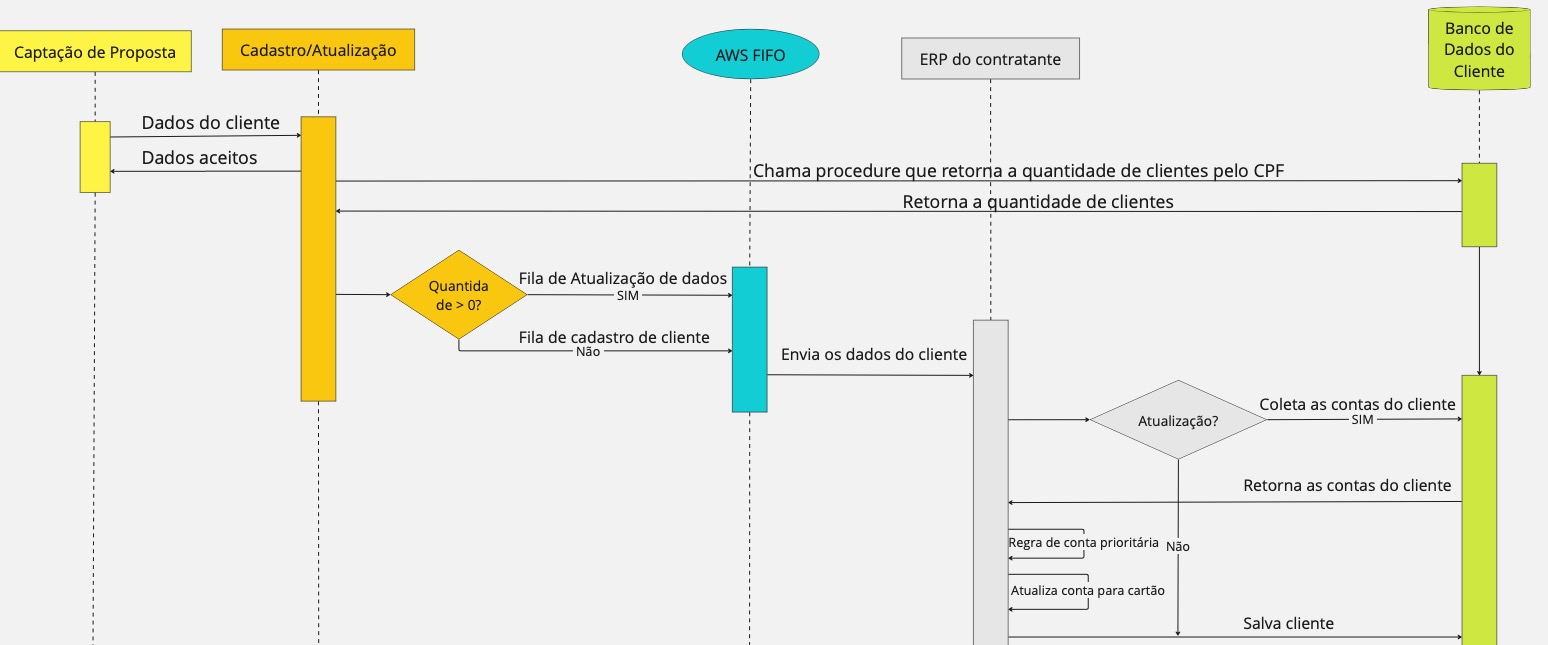 Captação de Proposta
Cadastro/Atualização
AWS FIFO
ERP do contratante
Banco de
Dados do
Cliente
Dados do cliente
Dados aceitos
Chama procedure que retorna a quantidade de clientes pelo CPF
Retorna a quantidade de clientes
Quantida
de > 0?
Fila de Atualização de dados
SIM
Fila de cadastro de cliente
Não
Envia os dados do cliente
Atualização?
Coleta as contas do cliente
SIM
Retorna as contas do cliente
Regra de conta prioritária
Não
Atualiza conta para cartão
Salva cliente